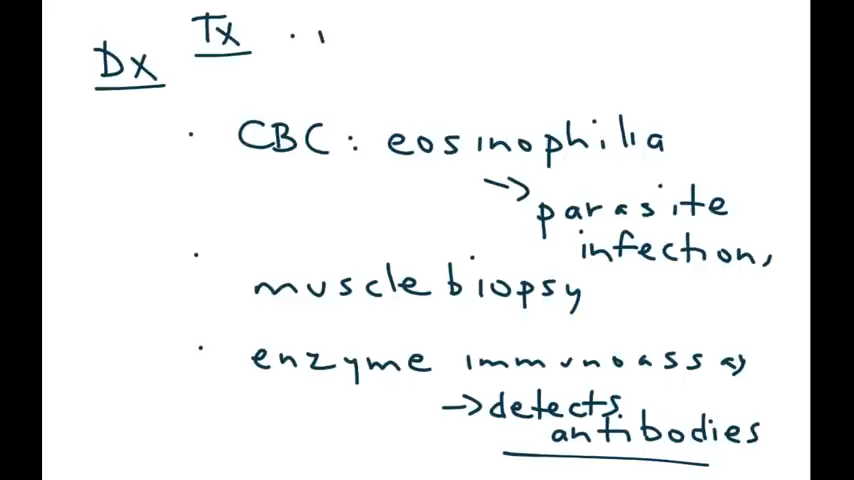 Tx
Dx
CBC: eosinophilia
→ parasite
infection,
muscle biopsy
enzyme immunoassay
→ detects
antibodies